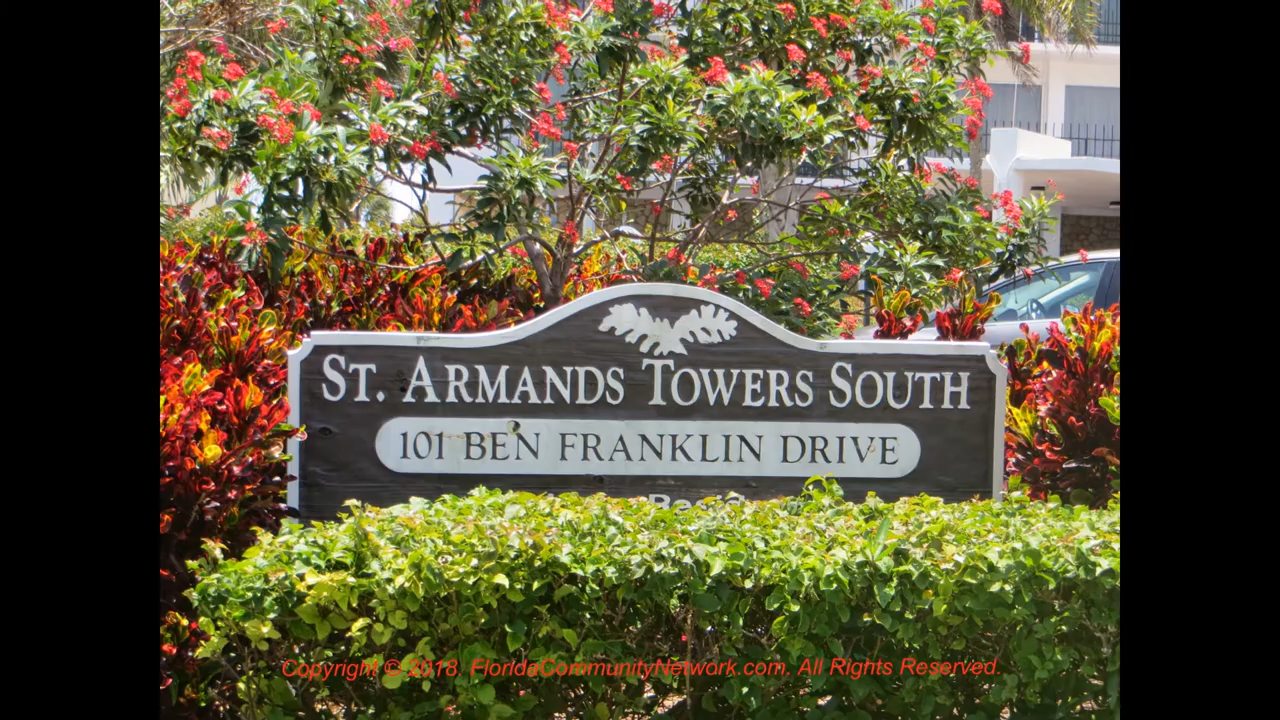 St. Armands Towers South
101 BEN FRANKLIN DRIVE
Copyright © 2018. FloridaCommunityNetwork.com. All Rights Reserved.